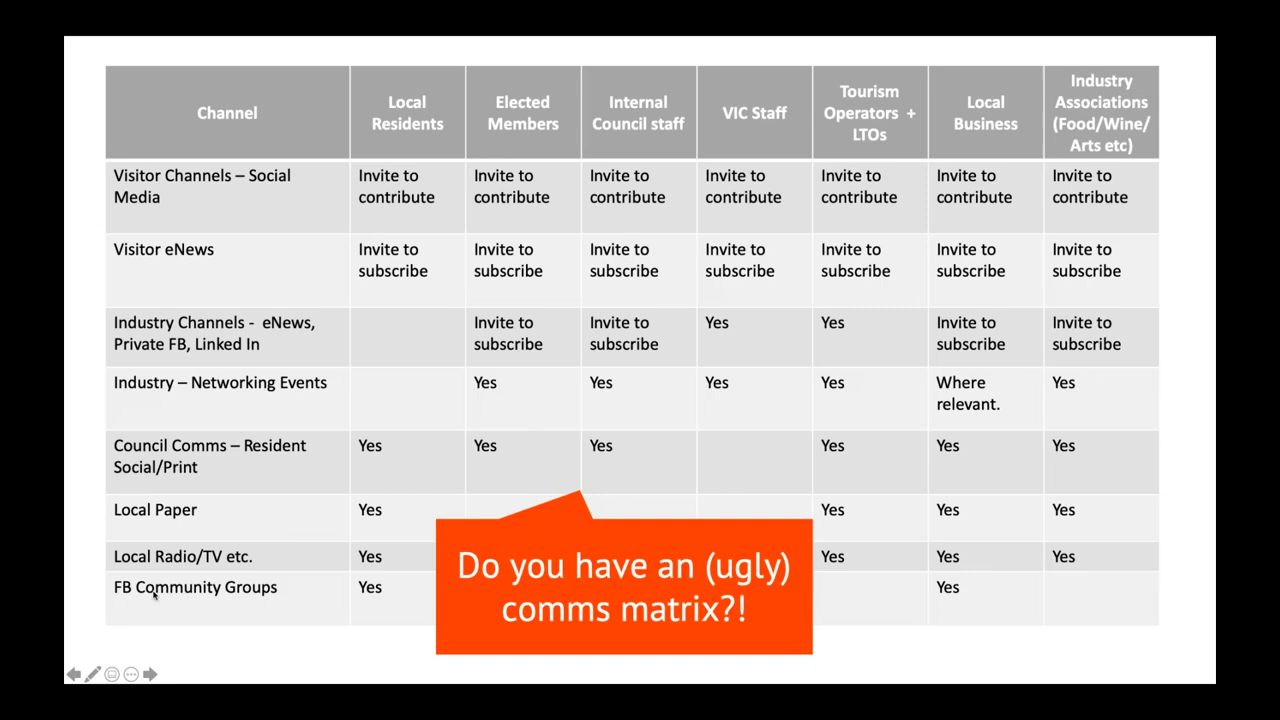 Channel
Local
Residents
Elected
Members
Internal
Council staff
VIC Staff
Tourism
Operators +
LTOs
Local
Business
Industry
Associations
(Food/Wine/
Arts etc)
Visitor Channels – Social
Media
Invite to
contribute
Invite to
contribute
Invite to
contribute
Invite to
contribute
Invite to
contribute
Invite to
contribute
Invite to
contribute
Visitor eNews
Invite to
subscribe
Invite to
subscribe
Invite to
subscribe
Invite to
subscribe
Invite to
subscribe
Invite to
subscribe
Invite to
subscribe
Industry Channels - eNews,
Private FB, Linked In
Invite to
subscribe
Invite to
subscribe
Yes
Yes
Invite to
subscribe
Invite to
subscribe
Industry – Networking Events
Yes
Yes
Yes
Yes
Where
relevant.
Yes
Council Comms – Resident
Social/Print
Yes
Yes
Yes
Yes
Yes
Yes
Local Paper
Yes
Yes
Yes
Yes
Local Radio/TV etc.
Yes
Yes
Yes
Yes
FB Community Groups
Yes
Yes
Do you have an (ugly)
comms matrix?!